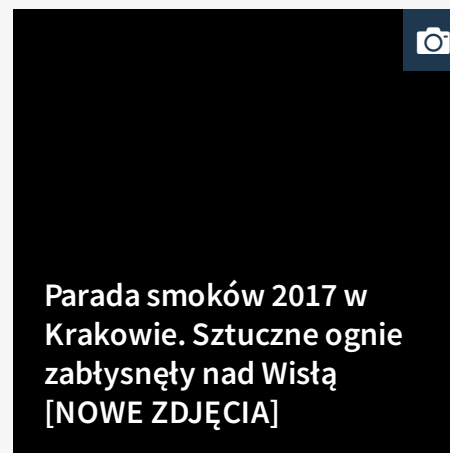 Parada smoków 2017 w
Krakowie. Sztuczne ognie
zabłysnęły nad Wisłą
[NOWE ZDJĘCIA]